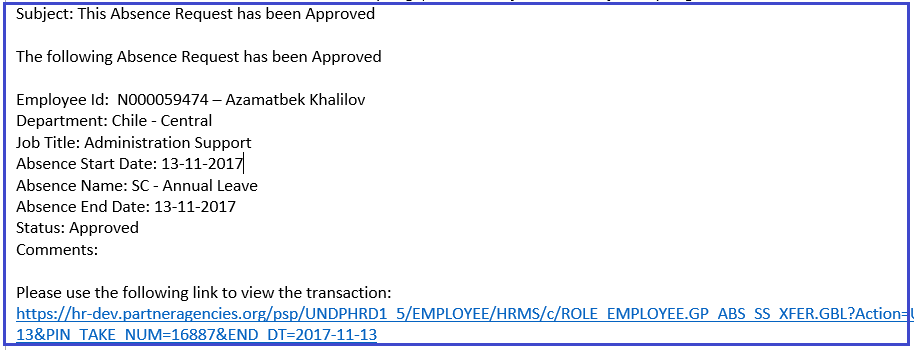 Subject: This Absence Request has been Approved
The following Absence Request has been Approved
Employee Id:  N000059474 – Azamatbek Khalilov
Department: Chile - Central
Job Title: Administration Support
Absence Start Date: 13-11-2017
Absence Name: SC - Annual Leave
Absence End Date: 13-11-2017
Status: Approved
Comments:
Please use the following link to view the transaction:
https://hr-dev.partneragencies.org/psp/UNDPHRD1_5/EMPLOYEE/HRMS/c/ROLE_EMPLOYEE.GP_ABS_SS_XFER.GBL?Action=U
13&PIN_TAKE_NUM=16887&END_DT=2017-11-13